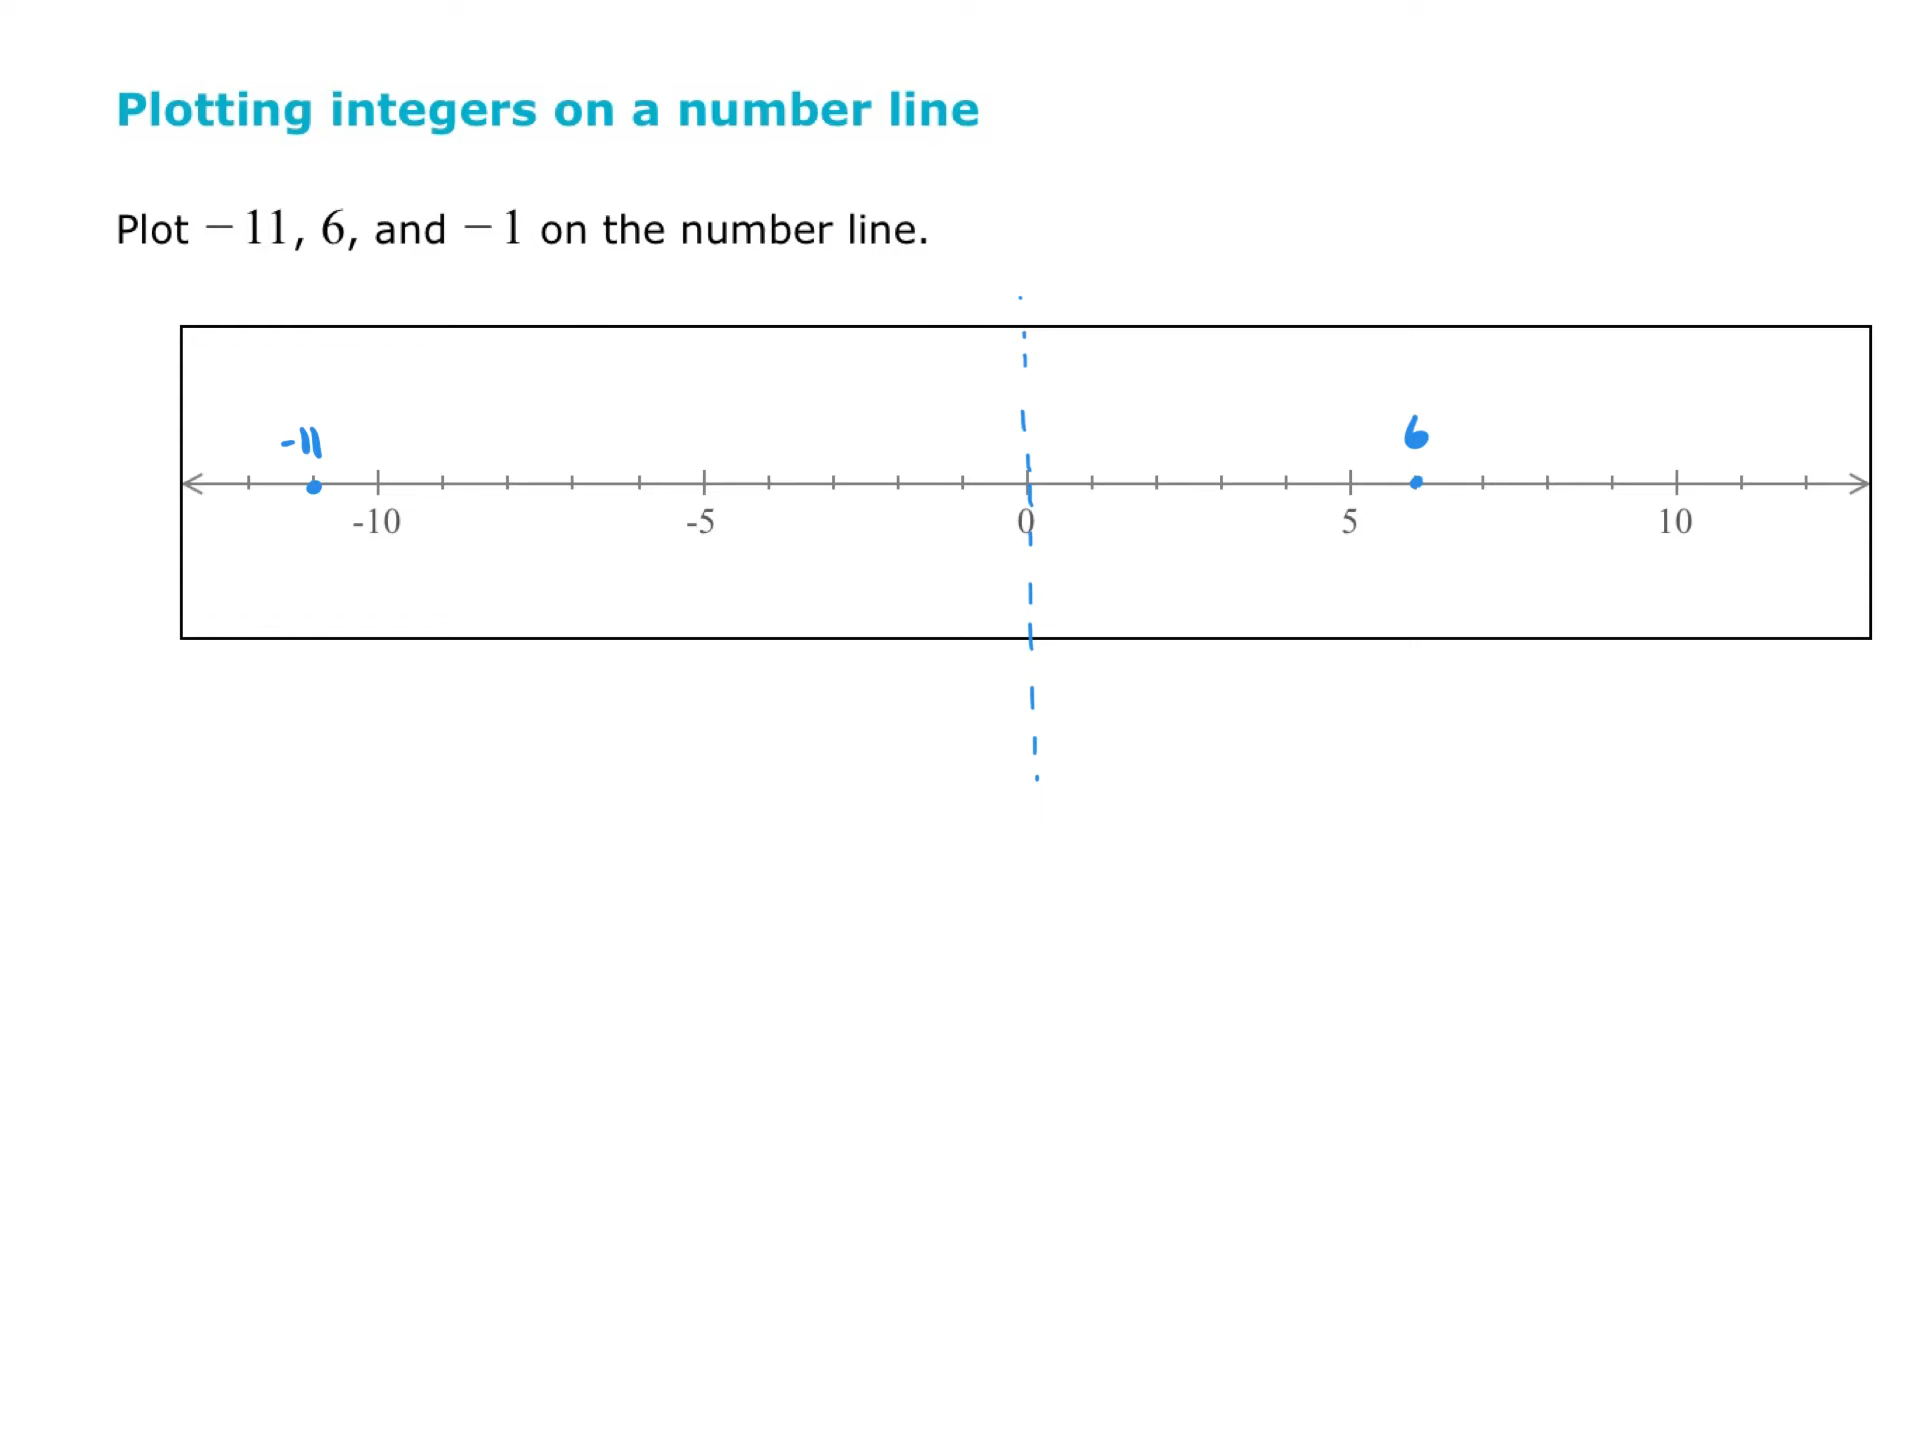 Plotting integers on a number line
Plot −11, 6, and −1 on the number line.
-11 6
-10 -5 0 5 10